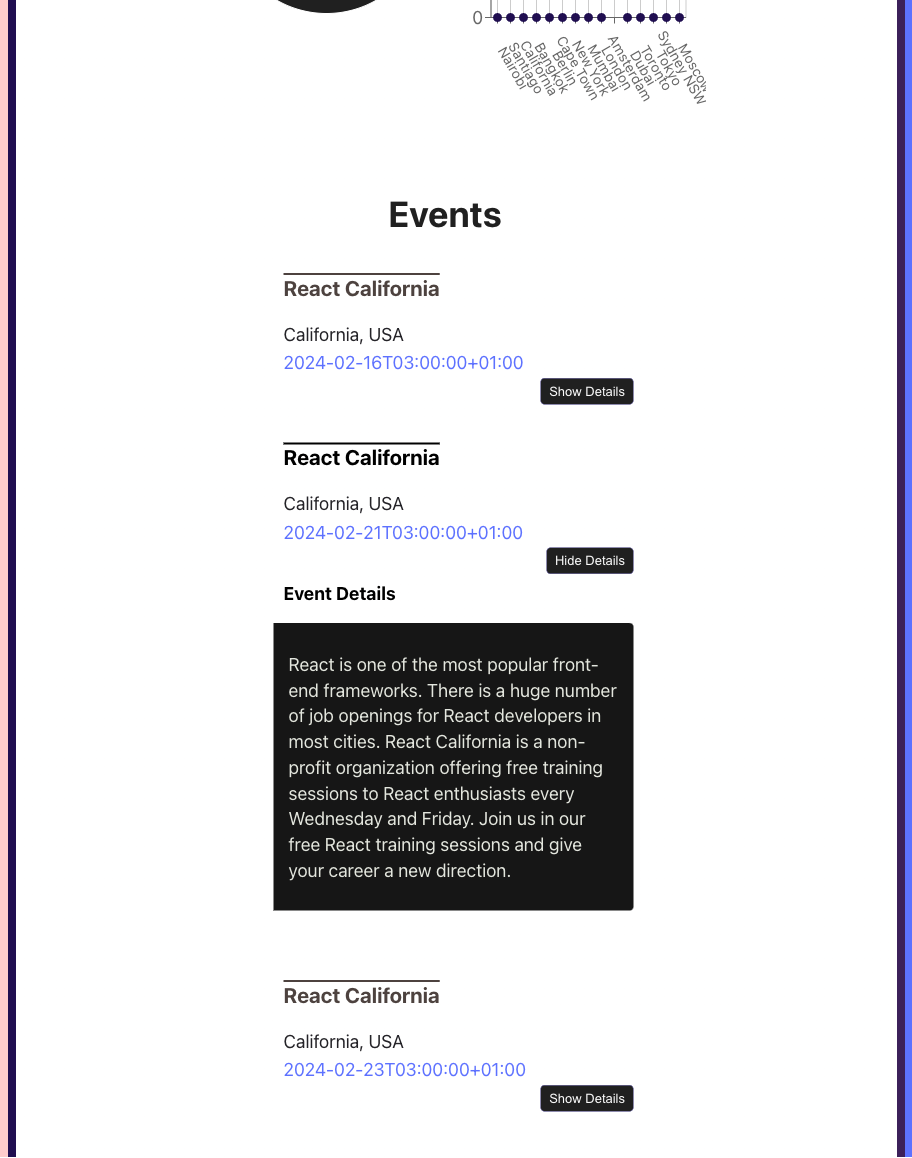 0
Nairobi
Santiago
California
Bangkok
Berlin
Cape Town
New York
Mumbai
London
Amsterdam
Dubai
Toronto
Tokyo
Sydney NSW
Moscow
Events
React California
California, USA
2024-02-16T03:00:00+01:00
Show Details
React California
California, USA
2024-02-21T03:00:00+01:00
Hide Details
Event Details
React is one of the most popular front-
end frameworks. There is a huge number
of job openings for React developers in
most cities. React California is a non-
profit organization offering free training
sessions to React enthusiasts every
Wednesday and Friday. Join us in our
free React training sessions and give
your career a new direction.
React California
California, USA
2024-02-23T03:00:00+01:00
Show Details